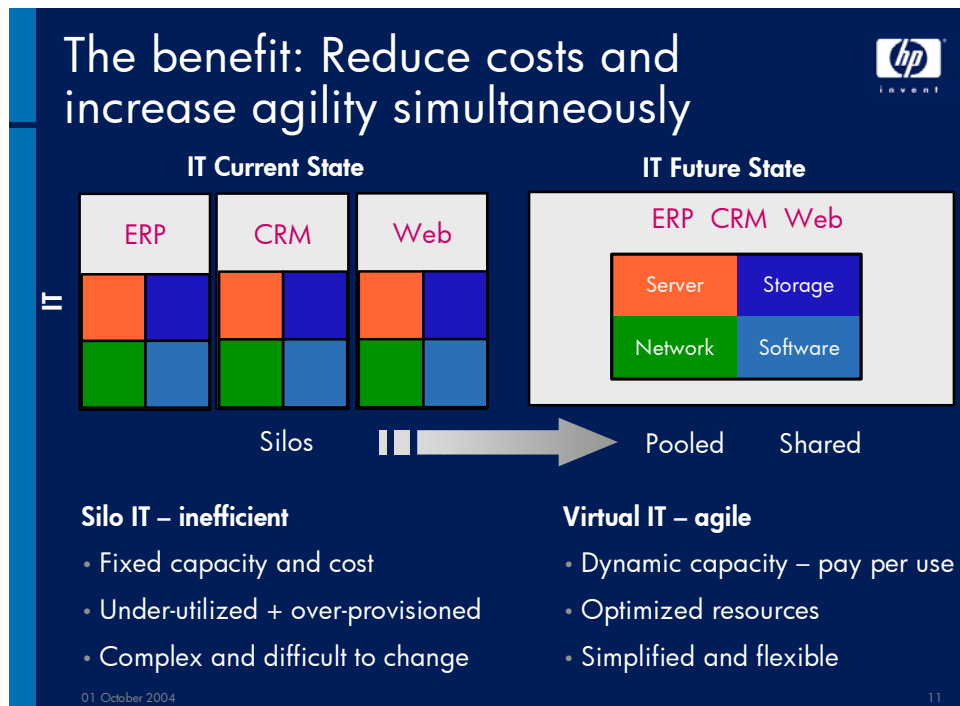 The benefit: Reduce costs and
increase agility simultaneously
hp
invent
IT Current State
IT Future State
IT
ERP
CRM
Web
ERP CRM Web
Server
Storage
Network
Software
Silos
Pooled
Shared
Silo IT – inefficient
• Fixed capacity and cost
• Under-utilized + over-provisioned
• Complex and difficult to change
Virtual IT – agile
• Dynamic capacity – pay per use
• Optimized resources
• Simplified and flexible
01 October 2004
11